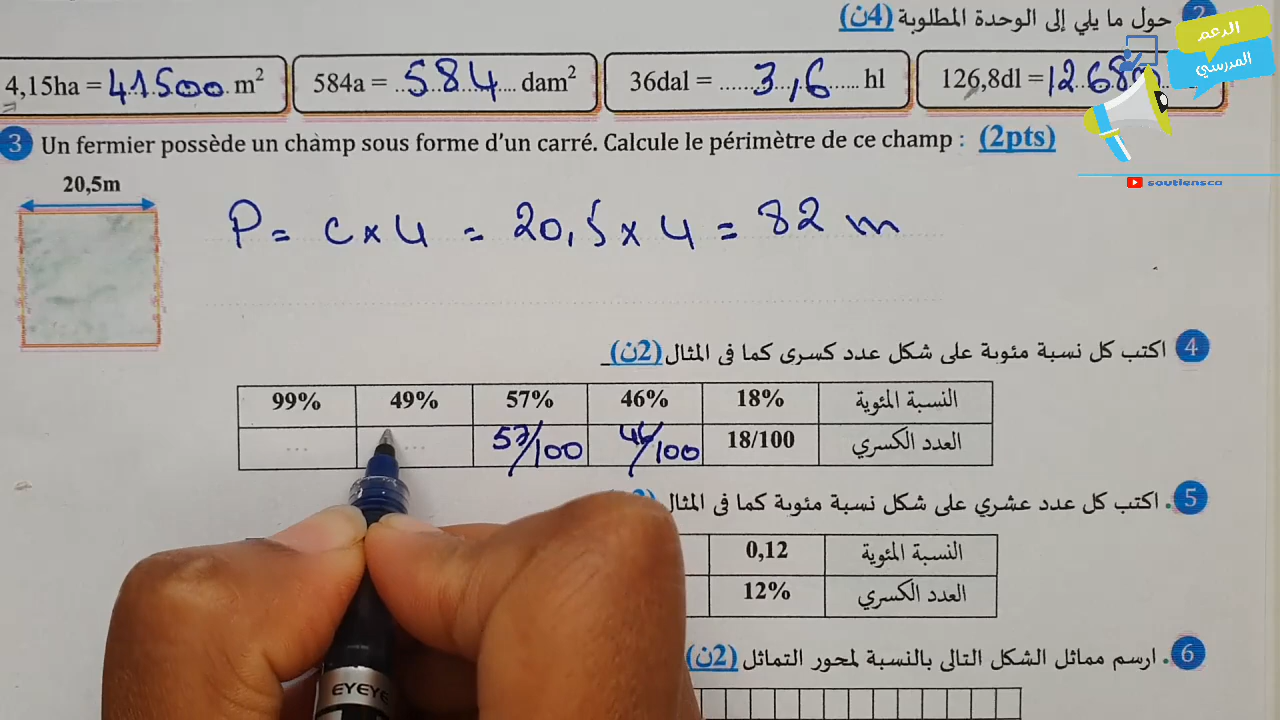 2 حول ما يلي إلى الوحدة المطلوبة (4ن)
الدعم
المدرسي
4,15ha = 41500 m²
584a = 584 dam²
36dal = 3,6 hl
126,8dl = 1268
soutiensco
3 Un fermier possède un champ sous forme d'un carré. Calcule le périmètre de ce champ : (2pts)
20,5m
P = c x 4 = 20,5 x 4 = 82 m
4 اكتب كل نسبة مئوية على شكل عدد كسري كما في المثال (2ن)
النسبة المئوية 18% 46% 57% 49% 99%
العدد الكسري 18/100 46/100 57/100 ... ...
5 . اكتب كل عدد عشري على شكل نسبة مئوية كما في المثال
النسبة المئوية 0,12
العدد الكسري 12%
6 . ارسم مماثل الشكل التالي بالنسبة لمحور التماثل (2ن)
EYEYE